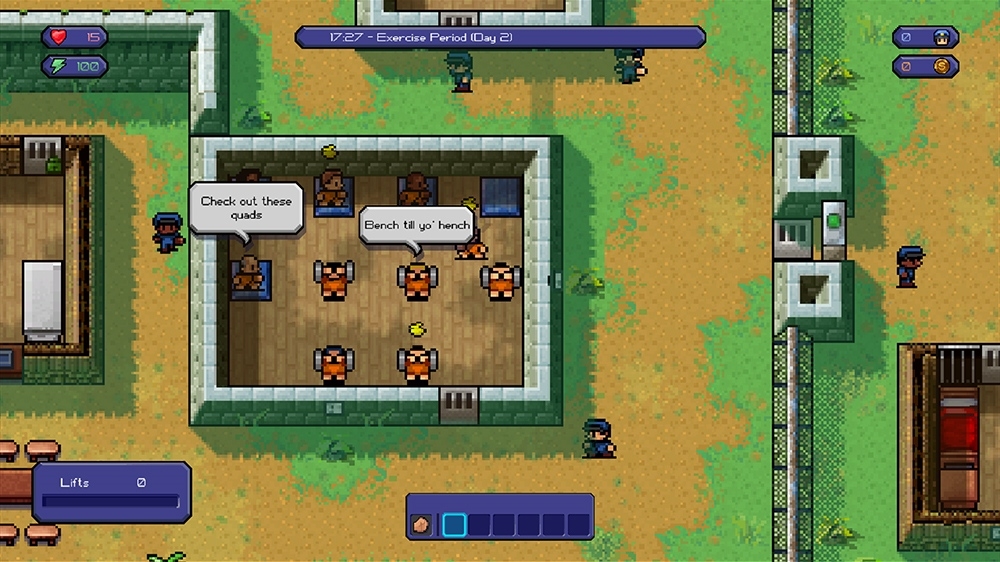 15
17:27 - Exercise Period (Day 2)
0
100
0
Check out these
quads
Bench till yo' hench
Lifts 0